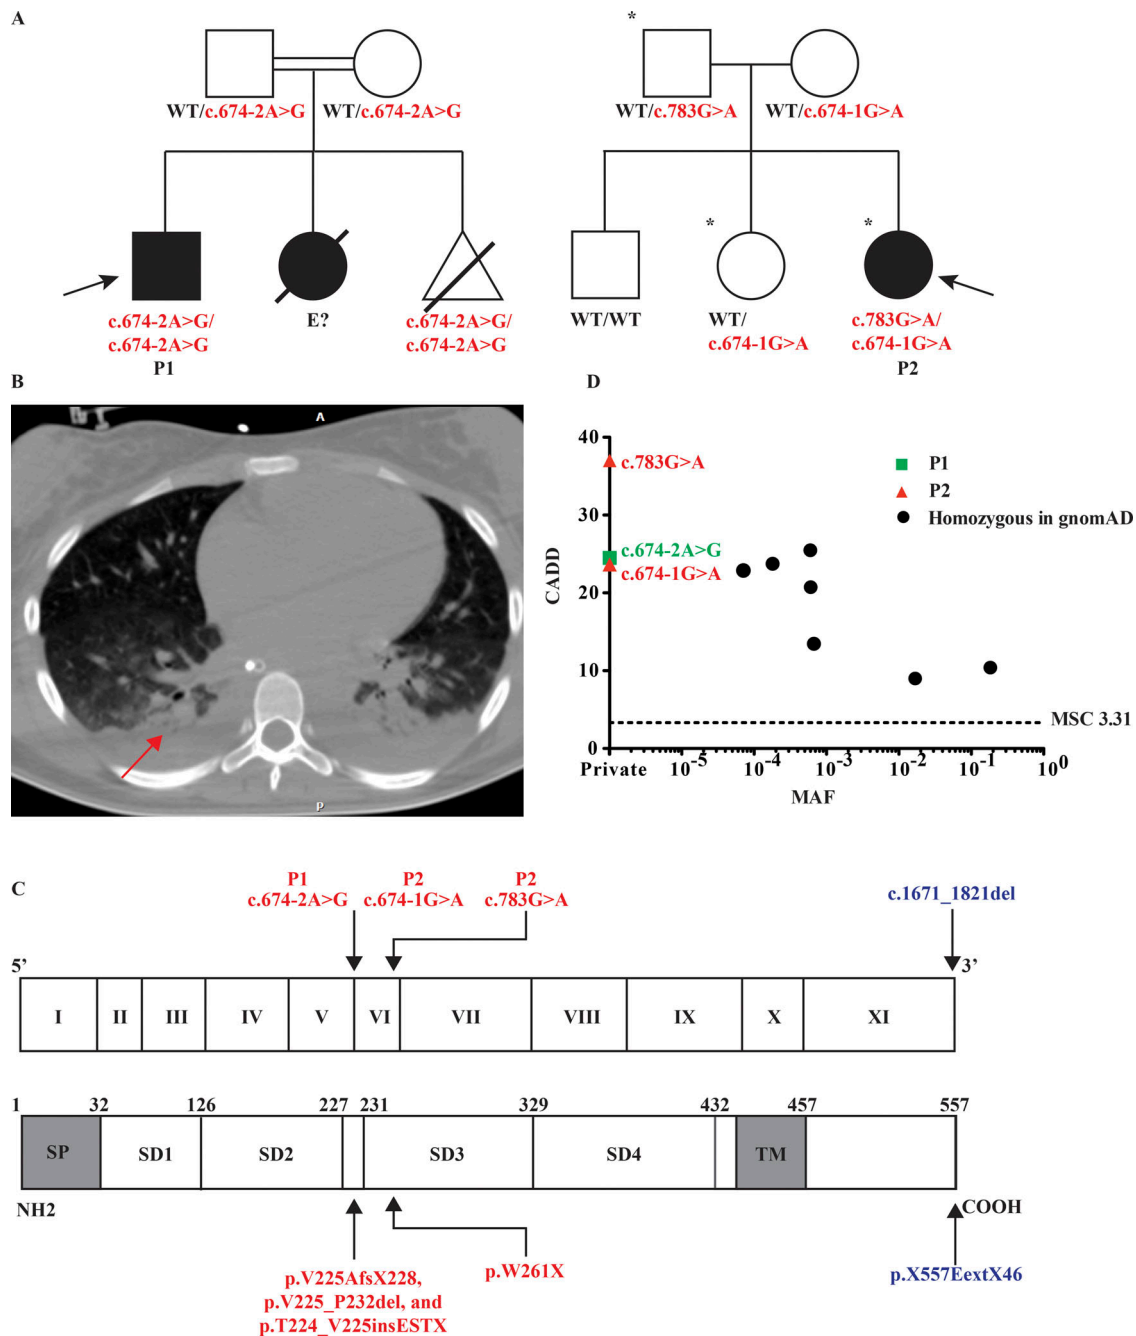 A
*
WT/c.674-2A>G WT/c.674-2A>G
WT/c.783G>A WT/c.674-1G>A
* *
c.674-2A>G/
c.674-2A>G
P1
E?
c.674-2A>G/
c.674-2A>G
WT/WT
WT/
c.674-1G>A
c.783G>A/
c.674-1G>A
P2
B
A
P
D
40
30
20
10
0
CADD
c.783G>A
c.674-2A>G
c.674-1G>A
P1
P2
Homozygous in gnomAD
MSC 3.31
Private 10-5 10-4 10-3 10-2 10-1 100
MAF
C
P1 P2 P2
c.674-2A>G c.674-1G>A c.783G>A
c.1671_1821del
5’ 3’
I II III IV V VI VII VIII IX X XI
1 32 126 227 231 329 432 457 557
SP SD1 SD2 SD3 SD4 TM
NH2 COOH
p.V225AfsX228,
p.V225_P232del, and
p.T224_V225insESTX
p.W261X
p.X557EextX46